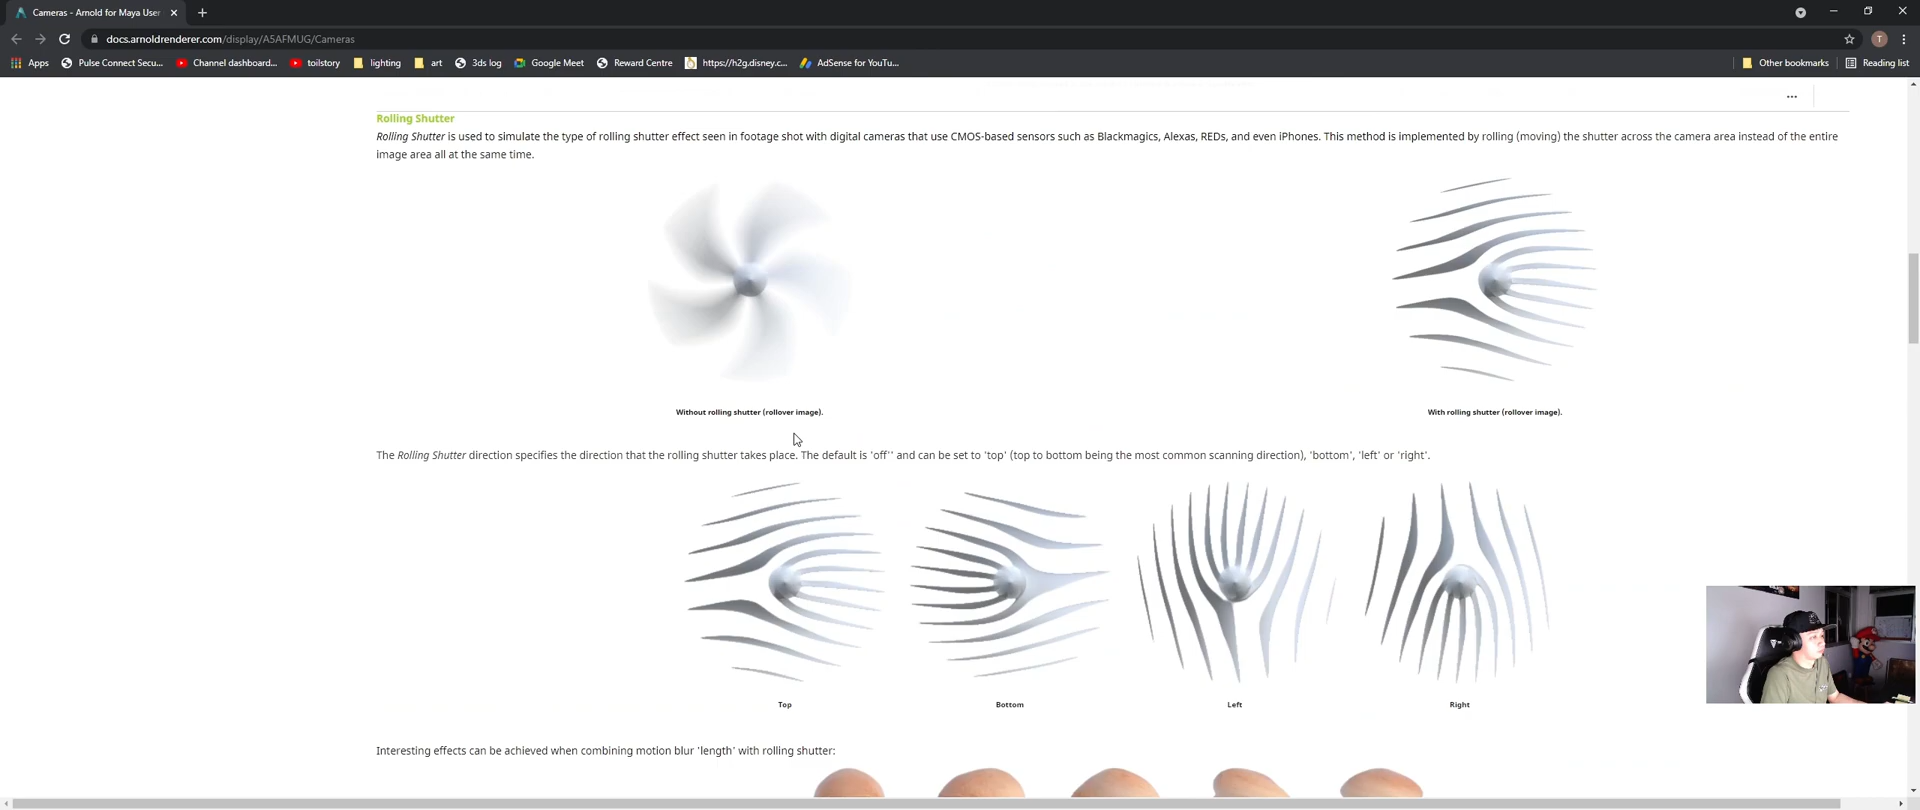 Cameras - Arnold for Maya User
docs.arnoldrenderer.com/display/A5AFMUG/Cameras
T
Apps Pulse Connect Secu... Channel dashboard... toilstory lighting art 3ds log Google Meet Reward Centre https://h2g.disney.c... AdSense for YouTu... Other bookmarks Reading list
Rolling Shutter
Rolling Shutter is used to simulate the type of rolling shutter effect seen in footage shot with digital cameras that use CMOS-based sensors such as Blackmagics, Alexas, REDs, and even iPhones. This method is implemented by rolling (moving) the shutter across the camera area instead of the entire
image area all at the same time.
Without rolling shutter (rollover image). With rolling shutter (rollover image).
The Rolling Shutter direction specifies the direction that the rolling shutter takes place. The default is 'off'' and can be set to 'top' (top to bottom being the most common scanning direction), 'bottom', 'left' or 'right'.
Top Bottom Left Right
Interesting effects can be achieved when combining motion blur 'length' with rolling shutter: